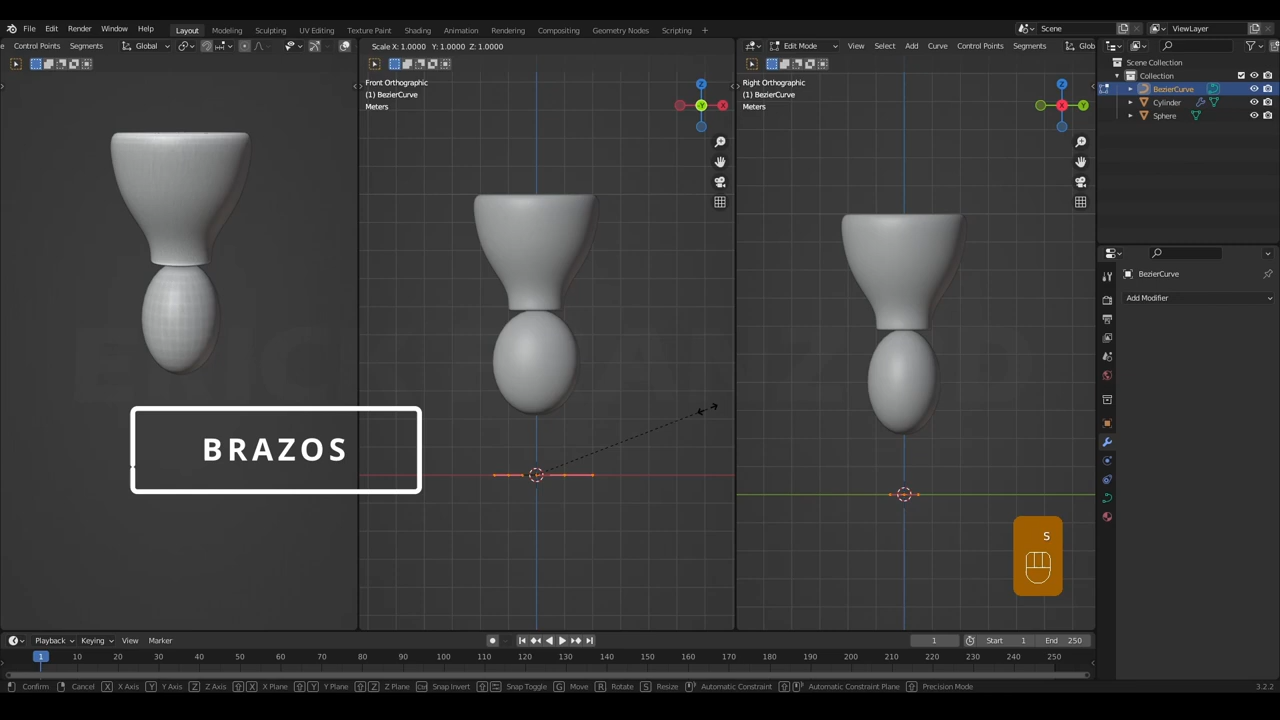 File Edit Render Window Help Layout Modeling Sculpting UV Editing Texture Paint Shading Animation Rendering Compositing Geometry Nodes Scripting + Scene ViewLayer
e Control Points Segments Global Scale X: 1.0000 Y: 1.0000 Z: 1.0000 Edit Mode View Select Add Curve Control Points Segments Glob
Front Orthographic
(1) BezierCurve
Meters
Right Orthographic
(1) BezierCurve
Meters
Scene Collection
Collection
BezierCurve
Cylinder
Sphere
BezierCurve
Add Modifier
BRAZOS
S
Playback Keying View Marker 1 Start 1 End 250
1 10 20 30 40 50 60 70 80 90 100 110 120 130 140 150 160 170 180 190 200 210 220 230 240 250
Confirm Cancel X X Axis Y Y Axis Z Z Axis X X Plane Y Y Plane Z Z Plane Ctrl Snap Invert Snap Toggle G Move R Rotate S Resize Automatic Constraint Automatic Constraint Plane Precision Mode 3.2.2